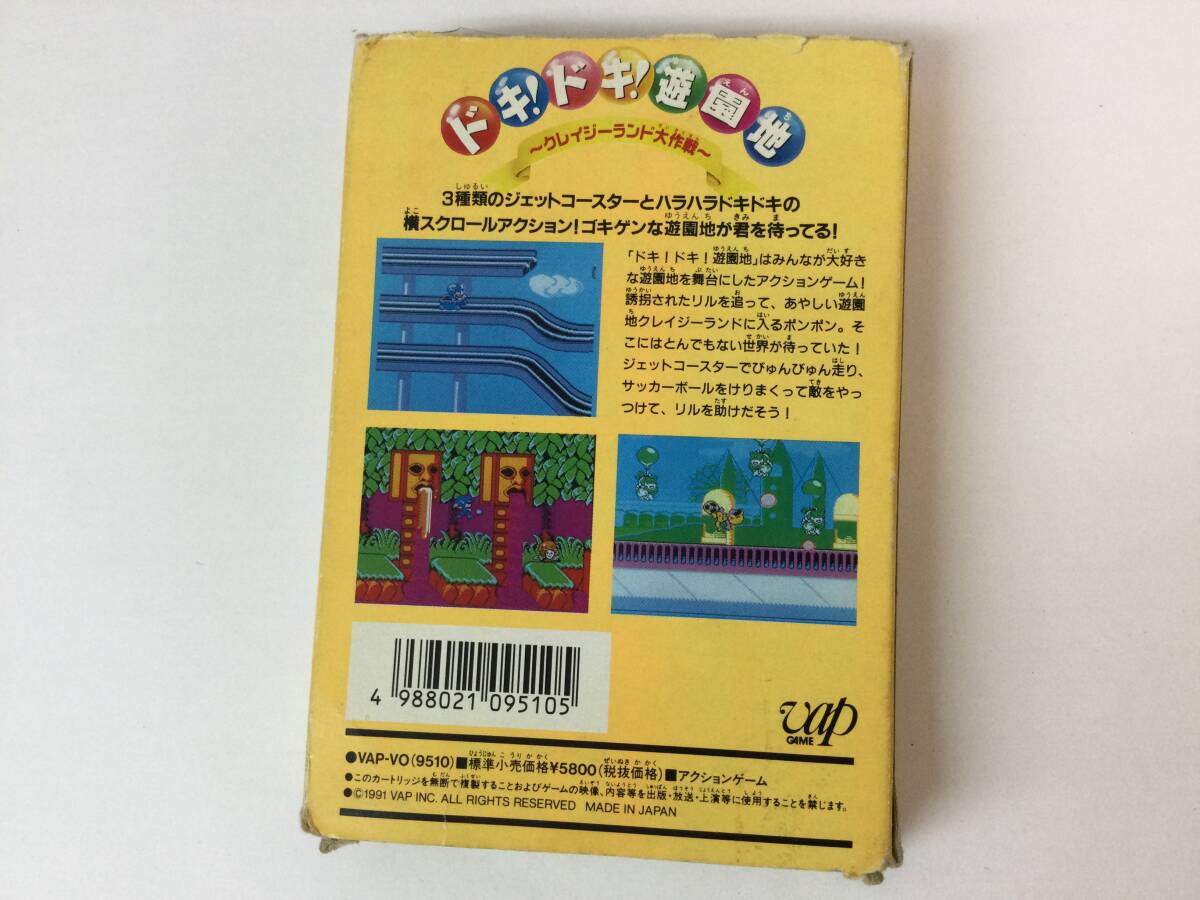 ドキ!ドキ!遊園地
～クレイジーランド大作戦～
3種類のジェットコースターとハラハラドキドキの
横スクロールアクション!ゴキゲンな遊園地が君を待ってる!
「ドキ!ドキ!遊園地」はみんなが大好き
な遊園地を舞台にしたアクションゲーム!
誘拐されたリルを追って、あやしい遊園
地クレイジーランドに入るポンポン。そ
こにはとんでもない世界が待っていた!
ジェットコースターでびゅんびゅん走り、
サッカーボールをけりまくって敵をやっ
つけて、リルを助けだそう!
4 988021 095105
vap
GAME
●VAP-VO(9510)■標準小売価格¥5800(税抜価格)■アクションゲーム
●このカートリッジを無断で複製することおよびゲームの映像、内容等を出版・放送・上演等に使用することを禁じます。
●©1991 VAP INC. ALL RIGHTS RESERVED MADE IN JAPAN